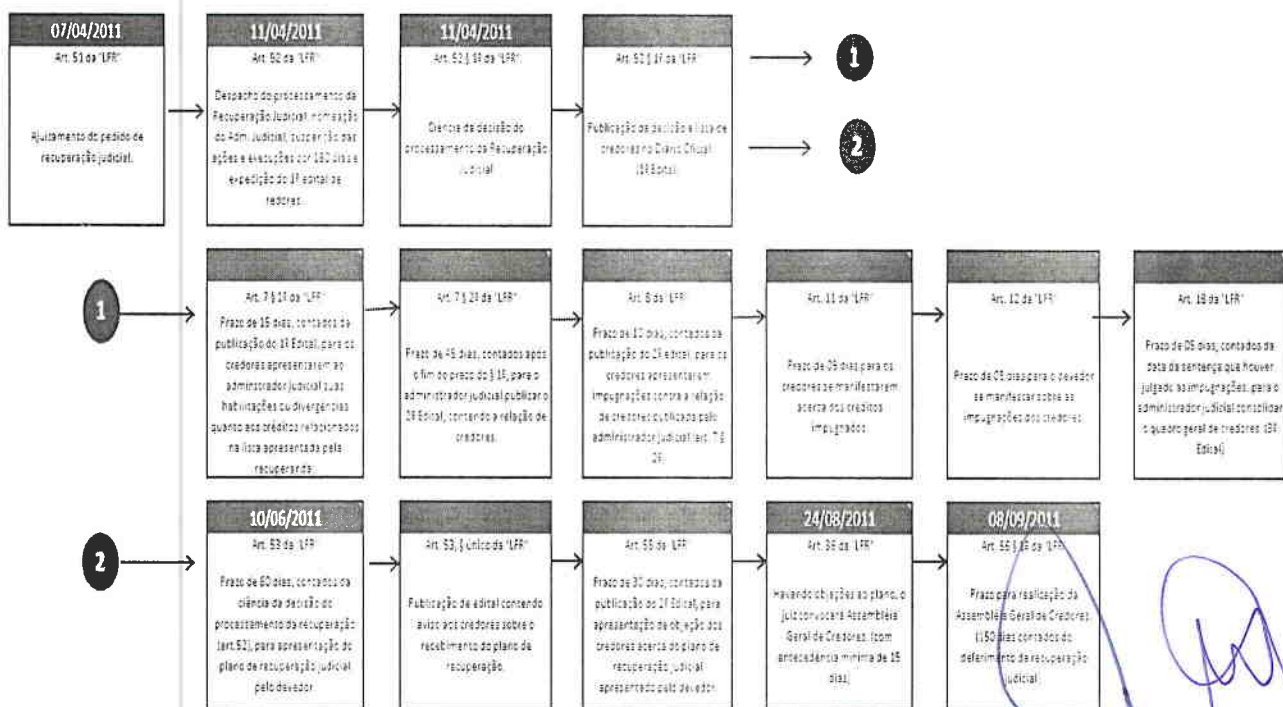 07/04/2011
Art. 51 da "LFR"
Ajuizamento do pedido de
recuperação judicial.
11/04/2011
Art. 52 da "LFR"
Despacho do processamento da
Recuperação Judicial, nomeação
do Adm. Judicial, suspenção das
ações e execuções por 180 dias e
expedição do 1º edital de
redores.
11/04/2011
Art. 52 § 1º da "LFR"
Ciencia da decisão do
processamento da Recuperação
Judicial
Art. 52 § 1º da "LFR"
Publicação da decisão e lista de
credores no Diário Oficial
(1º Edital)
1
2
1
Art. 7 § 1º da "LFR"
Prazo de 15 dias, contados da
publicação do 1º Edital, para os
credores apresentarem ao
administrador judicial suas
habilitações ou divergências
quanto aos créditos relacionados
na lista apresentada pela
recuperanda
Art. 7 § 2º da "LFR"
Prazo de 45 dias, contados após
o fim do prazo do § 1º, para o
administrador judicial publicar o
2º Edital, contendo a relação de
credores.
Art. 8 da "LFR"
Prazo de 10 dias, contados da
publicação do 2º edital, para os
credores apresentarem
impugnações contra a relação
de credores publicada pelo
administrador judicial (art. 7 §
2º)
Art. 11 da "LFR"
Prazo de 05 dias para os
credores se manifestarem
acerca dos créditos
impugnados
Art. 12 da "LFR"
Prazo de 05 dias para o devedor
se manifestar sobre as
impugnações dos credores
Art. 18 da "LFR"
Prazo de 05 dias, contados da
data da sentença que houver
julgado as impugnações, para o
administrador judicial consolidar
o quadro geral de credores. (3º
Edital)
2
10/06/2011
Art. 53 da "LFR
Prazo de 60 dias, contados da
ciência da decisão do
processamento da recuperação
(art.52), para apresentação do
plano de recuperação judicial
pelo devedor.
Art. 53, § único da "LFR"
Publicação de edital contendo
aviso aos credores sobre o
recebimento do plano de
recuperação.
Art. 55 da "LFR"
Prazo de 30 dias, contados da
publicação do 2º Edital, para
apresentação de objeção dos
credores acerca do plano de
recuperação judicial
apresentado pelo devedor.
24/08/2011
Art. 36 da "LFR"
Havendo objeções ao plano, o
juiz convocará Assembléia
Geral de Credores. (com
antecedência mínima de 15
dias)
08/09/2011
Art. 56 § 1º da "LFR"
Prazo para realização da
Assembléia Geral de Credores.
(150 dias contados do
deferimento da recuperação
judicial)